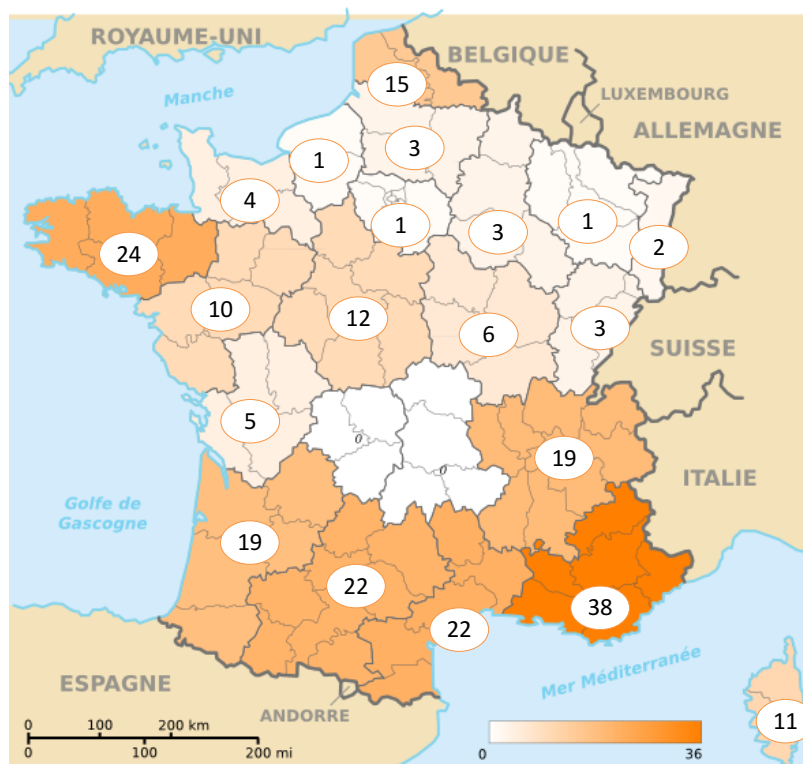 ROYAUME-UNI
BELGIQUE
LUXEMBOURG
ALLEMAGNE
Manche
15
3
1
4
1
3
1
2
24
10
12
6
3
SUISSE
5
0
0
19
ITALIE
Golfe de
Gascogne
19
22
22
38
Mer Méditerranée
ESPAGNE
ANDORRE
11
0 100 200 km
0 100 200 mi
0 36